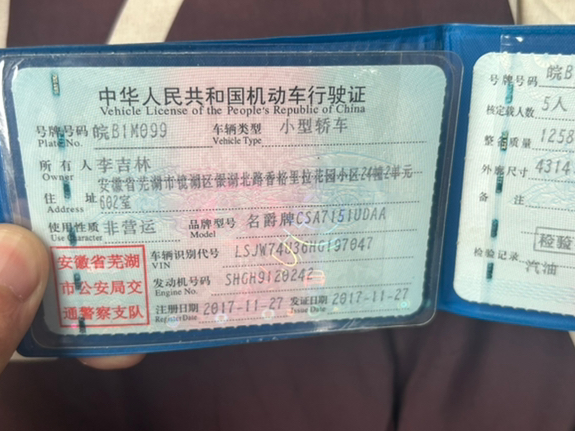 中华人民共和国机动车行驶证
Vehicle License of the People's Republic of China
号牌号码 皖B1M099 车辆类型 小型轿车
Plate No. Vehicle Type
所有人 李吉林
Owner
安徽省芜湖市镜湖区银湖北路香格里拉花园小区24幢2单元
住址 602室
Address
使用性质 非营运 品牌型号 名爵牌CSA7151UDAA
Use Character Model
车辆识别代号 LSJW74U36HG197047
VIN
发动机号码 SHGH9120242
Engine No.
注册日期 2017-11-27 发证日期 2017-11-27
Register Date Issue Date
安徽省芜湖
市公安局交
通警察支队
号牌号码 皖B
核定载人数 5人
整备质量 1258
外廓尺寸 4314
备注
检验
检验记录
汽油